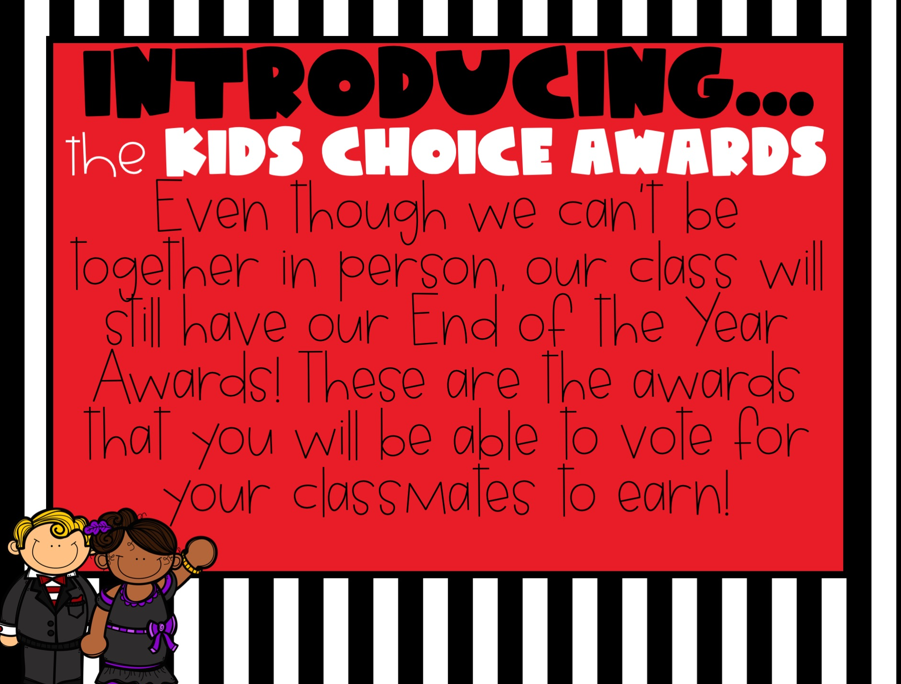 INTRODUCING...
the KIDS CHOICE AWARDS
Even though we can't be
together in person, our class will
still have our End of the Year
Awards! These are the awards
that you will be able to vote for
your classmates to earn!